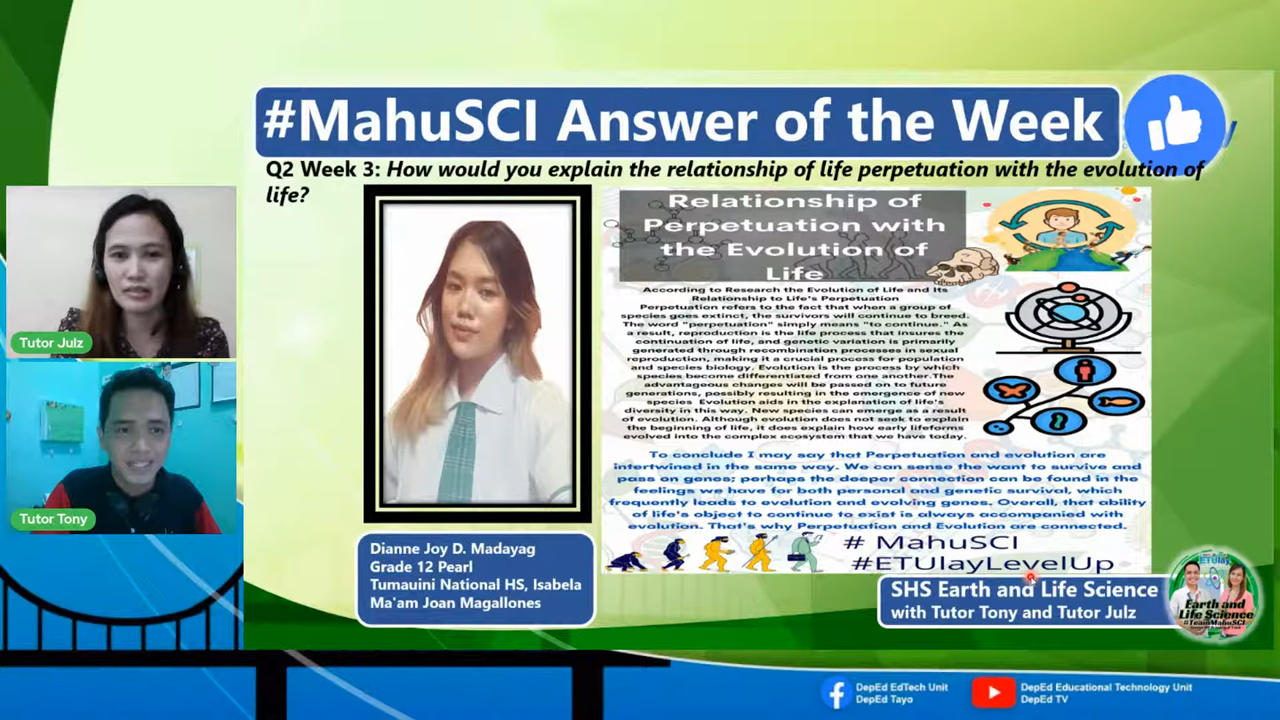 #MahuSCI Answer of the Week
Q2 Week 3: How would you explain the relationship of life perpetuation with the evolution of
life?
Tutor Julz
Tutor Tony
Relationship of
Perpetuation with
the Evolution of
Life
According to Research the Evolution of Life and Its
Relationship to Life's Perpetuation
Perpetuation refers to the fact that when a group of
species goes extinct, the survivors will continue to breed.
The word "perpetuation" simply means "to continue." As
a result, reproduction is the life process that insures the
continuation of life, and genetic variation is primarily
generated through recombination processes in sexual
reproduction, making it a crucial process for population
and species biology. Evolution is the process by which
species become differentiated from one another.The
advantageous changes will be passed on to future
generations, possibly resulting in the emergence of new
species Evolution aids in the explanation of life's
diversity in this way. New species can emerge as a result
of evolution. Although evolution does not seek to explain
the beginning of life, it does explain how early lifeforms
evolved into the complex ecosystem that we have today.
To conclude I may say that Perpetuation and evolution are
intertwined in the same way. We can sense the want to survive and
pass on genes; perhaps the deeper connection can be found in the
feelings we have for both personal and genetic survival, which
frequently leads to evolution and evolving genes. Overall, that ability
of life's object to continue to exist is always accompanied with
evolution. That's why Perpetuation and Evolution are connected.
# MahuSCI
#ETUlayLevelUp
Dianne Joy D. Madayag
Grade 12 Pearl
Tumauini National HS, Isabela
Ma'am Joan Magallones
SHS Earth and Life Science
with Tutor Tony and Tutor Julz
ETUlay
Earth and
Life Science
#TeamMahuSCI
DepEd EdTech Unit
DepEd Tayo
DepEd Educational Technology Unit
DepEd TV